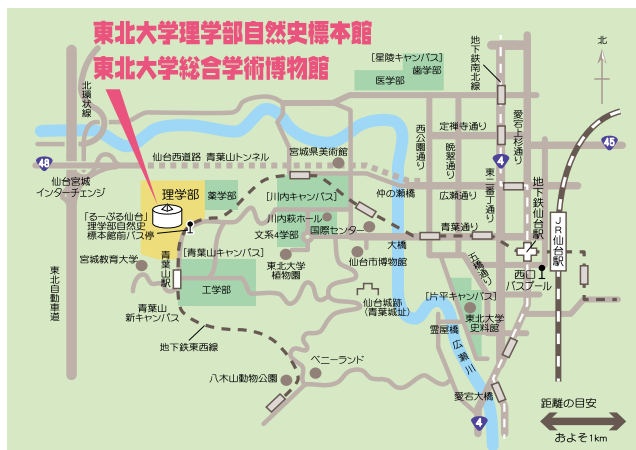 東北大学理学部自然史標本館
東北大学総合学術博物館
[星陵キャンパス]
歯学部
医学部
地下鉄南北線
北
北環状線
48
仙台宮城
インターチェンジ
仙台西道路 青葉山トンネル
宮城県美術館
西公園通り
定禅寺通り
晩翠通り
愛宕上杉通り
4
45
東二番丁通り
広瀬通り
仲の瀬橋
青葉通り
地下鉄仙台駅
JR仙台駅
理学部
薬学部
[川内キャンパス]
川内萩ホール
国際センター
文系4学部
大橋
五橋通り
西口
バスプール
「るーぷる仙台」
理学部自然史
標本館前バス停
宮城教育大学
青葉山駅
[青葉山キャンパス]
東北大学
植物園
仙台市博物館
工学部
仙台城跡
(青葉城址)
[片平キャンパス]
東北大学
史料館
霊屋橋
広瀬川
東北自動車道
青葉山
新キャンパス
地下鉄東西線
ベニーランド
八木山動物公園
愛宕大橋
4
距離の目安
およそ1km